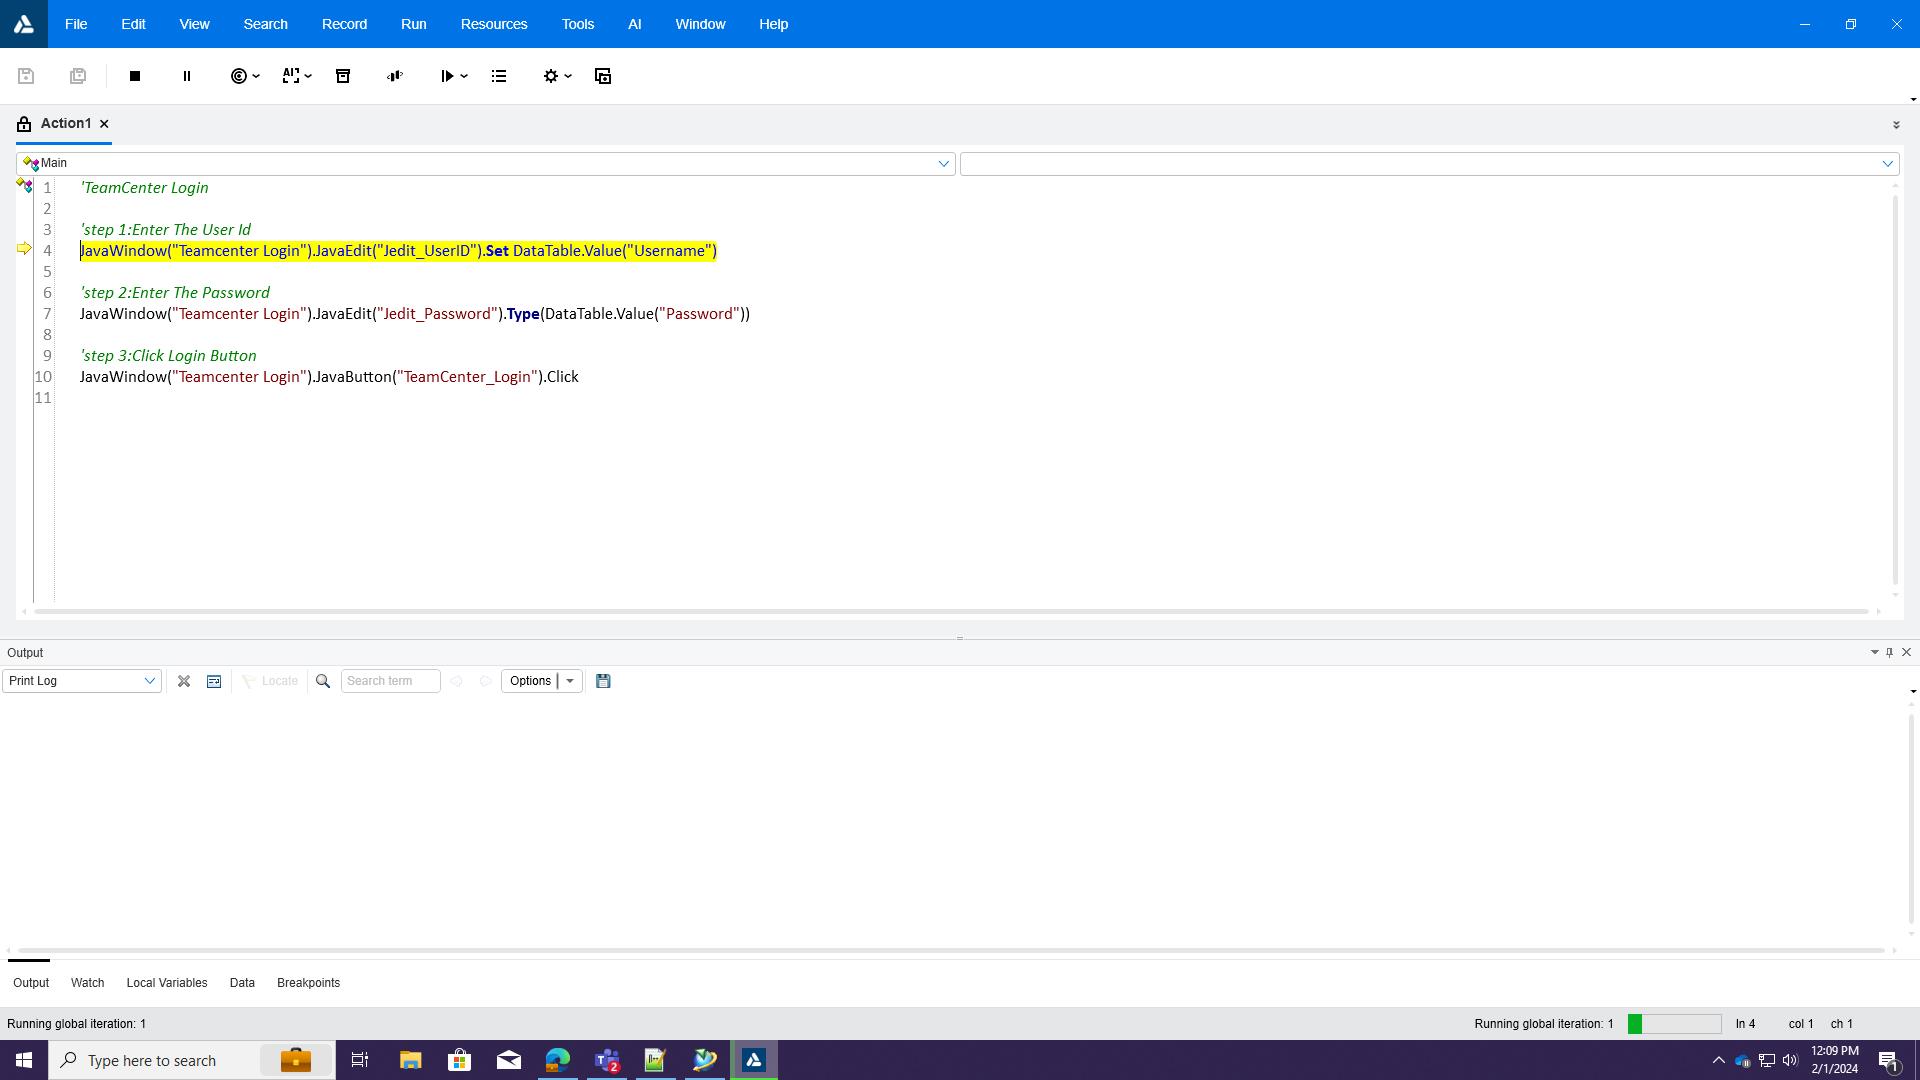 File Edit View Search Record Run Resources Tools AI Window Help
Action1
Main
1 'TeamCenter Login
2
3 'step 1:Enter The User Id
4 JavaWindow("Teamcenter Login").JavaEdit("Jedit_UserID").Set DataTable.Value("Username")
5
6 'step 2:Enter The Password
7 JavaWindow("Teamcenter Login").JavaEdit("Jedit_Password").Type(DataTable.Value("Password"))
8
9 'step 3:Click Login Button
10 JavaWindow("Teamcenter Login").JavaButton("TeamCenter_Login").Click
11
Output
Print Log Locate Search term Options
Output Watch Local Variables Data Breakpoints
Running global iteration: 1 Running global iteration: 1 ln 4 col 1 ch 1
Type here to search 2 12:09 PM 1
2/1/2024